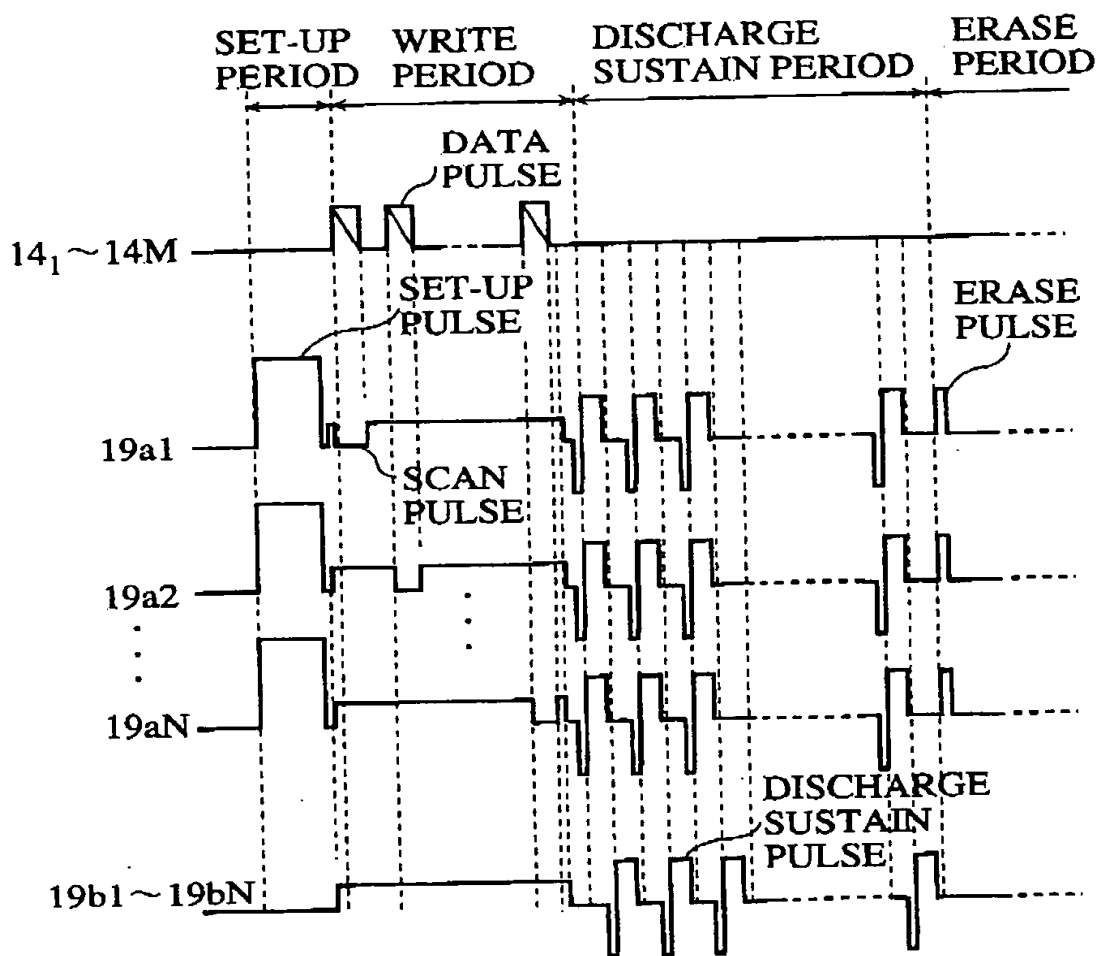 SET-UP PERIOD
WRITE PERIOD
DISCHARGE SUSTAIN PERIOD
ERASE PERIOD
DATA PULSE
14₁~14M
SET-UP PULSE
ERASE PULSE
19a1
SCAN PULSE
19a2
19aN
DISCHARGE SUSTAIN PULSE
19b1~19bN